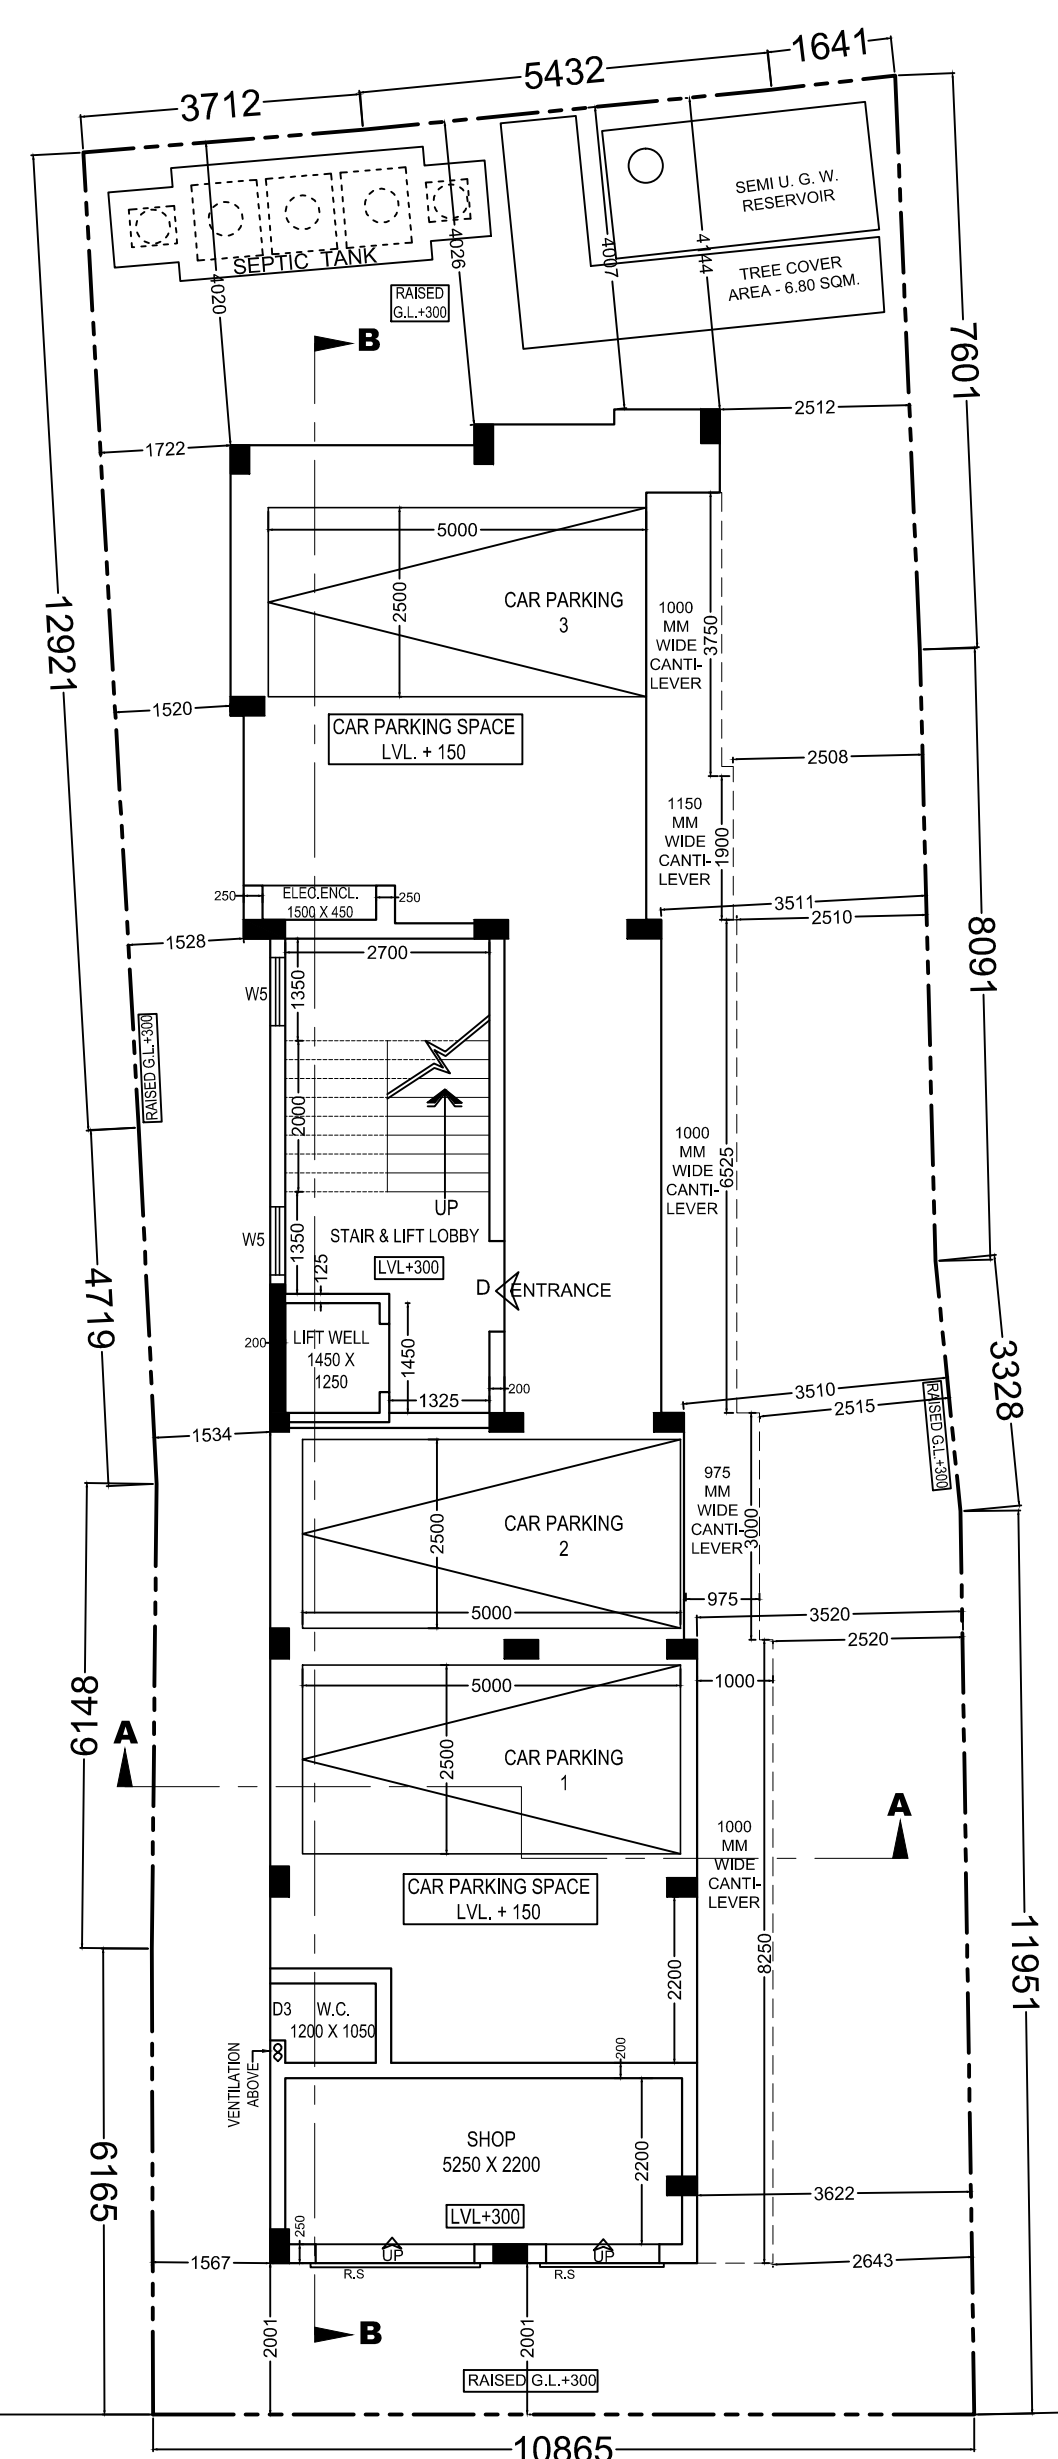 3712
5432
1641
SEMI U. G. W.
RESERVOIR
SEPTIC TANK
4020
4026
4007
4144
TREE COVER
AREA - 6.80 SQM.
RAISED
G.L.+300
B
7601
2512
1722
5000
2500
CAR PARKING
3
1000
MM
WIDE
CANTI-
LEVER
3750
12921
1520
CAR PARKING SPACE
LVL. + 150
2508
1150
MM
WIDE
CANTI-
LEVER
1900
250
ELEC.ENCL.
1500 X 450
250
3511
2510
1528
2700
8091
W5
1350
RAISED G.L.+300
2000
1000
MM
WIDE
CANTI-
LEVER
6525
UP
STAIR & LIFT LOBBY
W5
1350
LVL+300
125
D
ENTRANCE
4719
200
LIFT WELL
1450 X
1250
1450
1325
200
3328
3510
2515
RAISED G.L.+300
1534
2500
CAR PARKING
2
975
MM
WIDE
CANTI-
LEVER
3000
975
5000
3520
2520
6148
5000
1000
2500
CAR PARKING
1
A
A
1000
MM
WIDE
CANTI-
LEVER
CAR PARKING SPACE
LVL. + 150
8250
11951
2200
D3
W.C.
1200 X 1050
VENTILATION
ABOVE
200
6165
SHOP
5250 X 2200
2200
LVL+300
3622
250
UP
UP
1567
R.S
R.S
2643
2001
B
2001
RAISED G.L.+300
10865